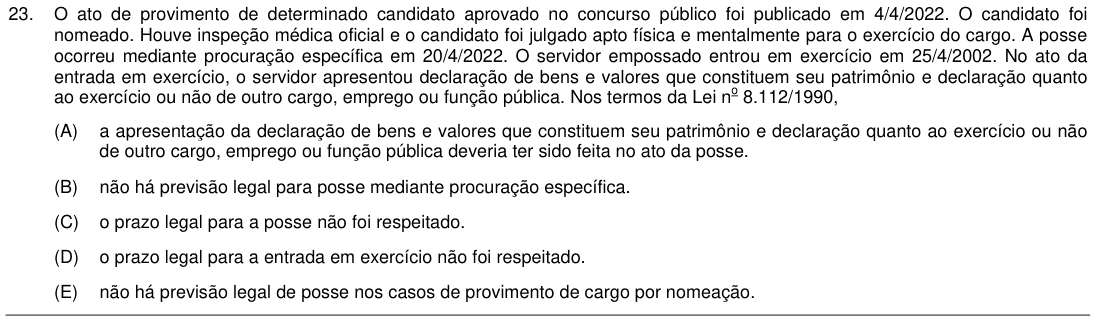 23. O ato de provimento de determinado candidato aprovado no concurso público foi publicado em 4/4/2022. O candidato foi
nomeado. Houve inspeção médica oficial e o candidato foi julgado apto física e mentalmente para o exercício do cargo. A posse
ocorreu mediante procuração específica em 20/4/2022. O servidor empossado entrou em exercício em 25/4/2002. No ato da
entrada em exercício, o servidor apresentou declaração de bens e valores que constituem seu patrimônio e declaração quanto
ao exercício ou não de outro cargo, emprego ou função pública. Nos termos da Lei nº 8.112/1990,
(A) a apresentação da declaração de bens e valores que constituem seu patrimônio e declaração quanto ao exercício ou não
de outro cargo, emprego ou função pública deveria ter sido feita no ato da posse.
(B) não há previsão legal para posse mediante procuração específica.
(C) o prazo legal para a posse não foi respeitado.
(D) o prazo legal para a entrada em exercício não foi respeitado.
(E) não há previsão legal de posse nos casos de provimento de cargo por nomeação.